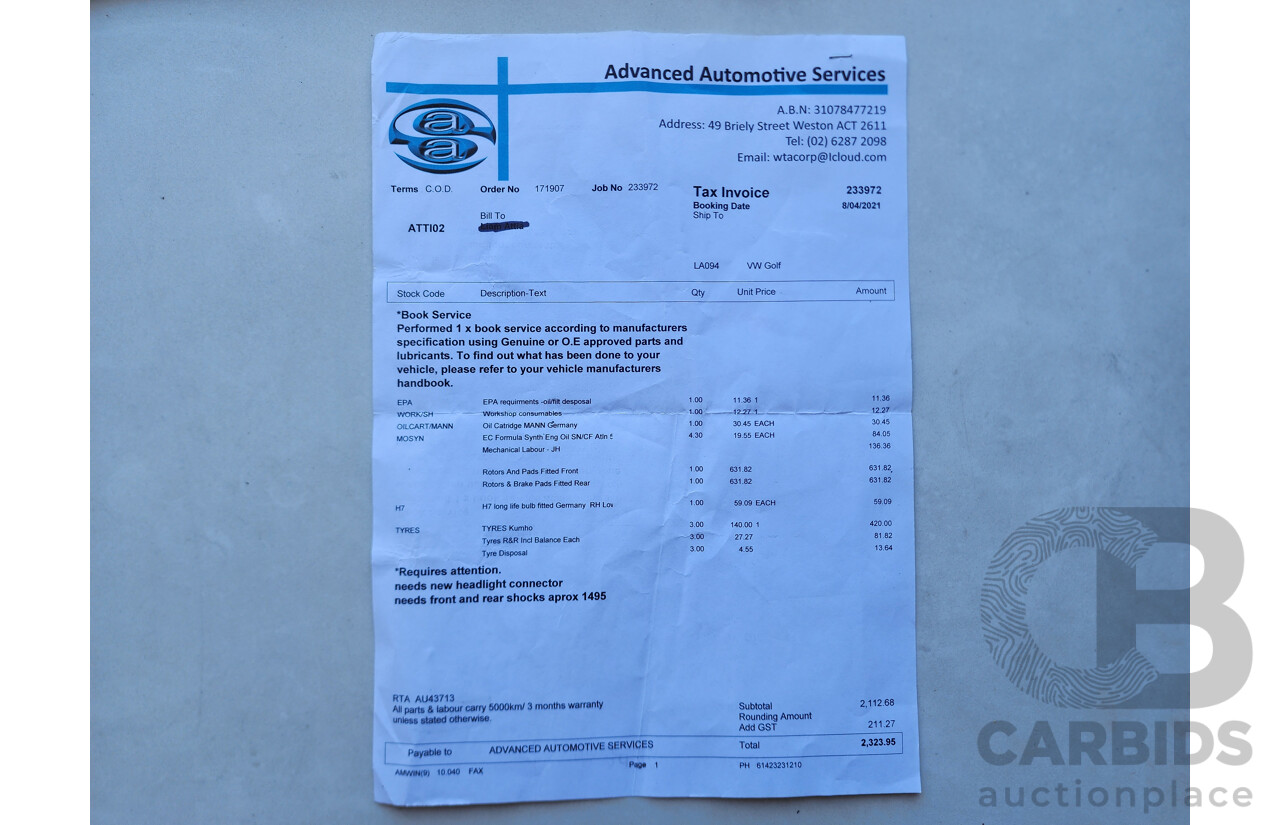 Advanced Automotive Services
A.B.N: 31078477219
Address: 49 Briely Street Weston ACT 2611
Tel: (02) 6287 2098
Email: wtacorp@Icloud.com
a
a
Terms C.O.D. Order No 171907 Job No 233972 Tax Invoice 233972
Booking Date 8/04/2021
Bill To Ship To
ATTI02
LA094 VW Golf
Stock Code Description-Text Qty Unit Price Amount
*Book Service
Performed 1 x book service according to manufacturers
specification using Genuine or O.E approved parts and
lubricants. To find out what has been done to your
vehicle, please refer to your vehicle manufacturers
handbook.
EPA EPA requirments -oil/filt desposal 1.00 11.36 1 11.36
WORK/SH Workshop consumables 1.00 12.27 1 12.27
OILCART/MANN Oil Catridge MANN Germany 1.00 30.45 EACH 30.45
MOSYN EC Formula Synth Eng Oil SN/CF Atln 4.30 19.55 EACH 84.05
Mechanical Labour - JH 136.36
Rotors And Pads Fitted Front 1.00 631.82 631.82
Rotors & Brake Pads Fitted Rear 1.00 631.82 631.82
H7 H7 long life bulb fitted Germany RH Lov 1.00 59.09 EACH 59.09
TYRES TYRES Kumho 3.00 140.00 1 420.00
Tyres R&R Incl Balance Each 3.00 27.27 81.82
Tyre Disposal 3.00 4.55 13.64
*Requires attention.
needs new headlight connector
needs front and rear shocks aprox 1495
RTA AU43713
All parts & labour carry 5000km/ 3 months warranty
unless stated otherwise.
Subtotal 2,112.68
Rounding Amount
Add GST 211.27
Payable to ADVANCED AUTOMOTIVE SERVICES Total 2,323.95
AMWIN(9) 10.040 FAX Page 1 PH 61423231210
CB
CARBIDS
auctionplace